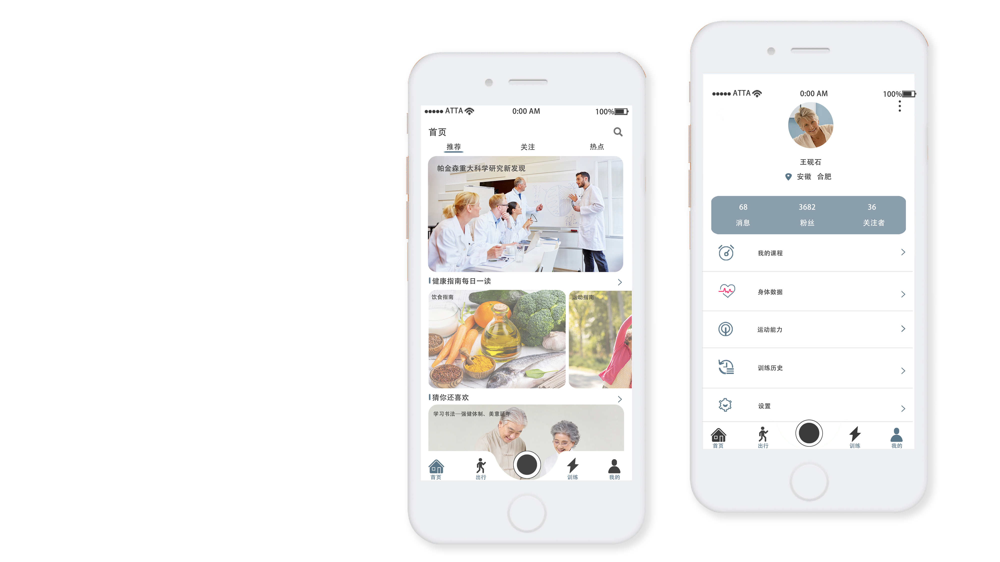 ATTA 0:00 AM 100%
首页
推荐 关注 热点
帕金森重大科学研究新发现
健康指南每日一读
饮食指南 运动指南
猜你还喜欢
学习书法—强健体制、美意延年
首页 出行 训练 我的
ATTA 0:00 AM 100%
王砚石
安徽 合肥
68 3682 36
消息 粉丝 关注者
我的课程
身体数据
运动能力
训练历史
设置
首页 出行 训练 我的